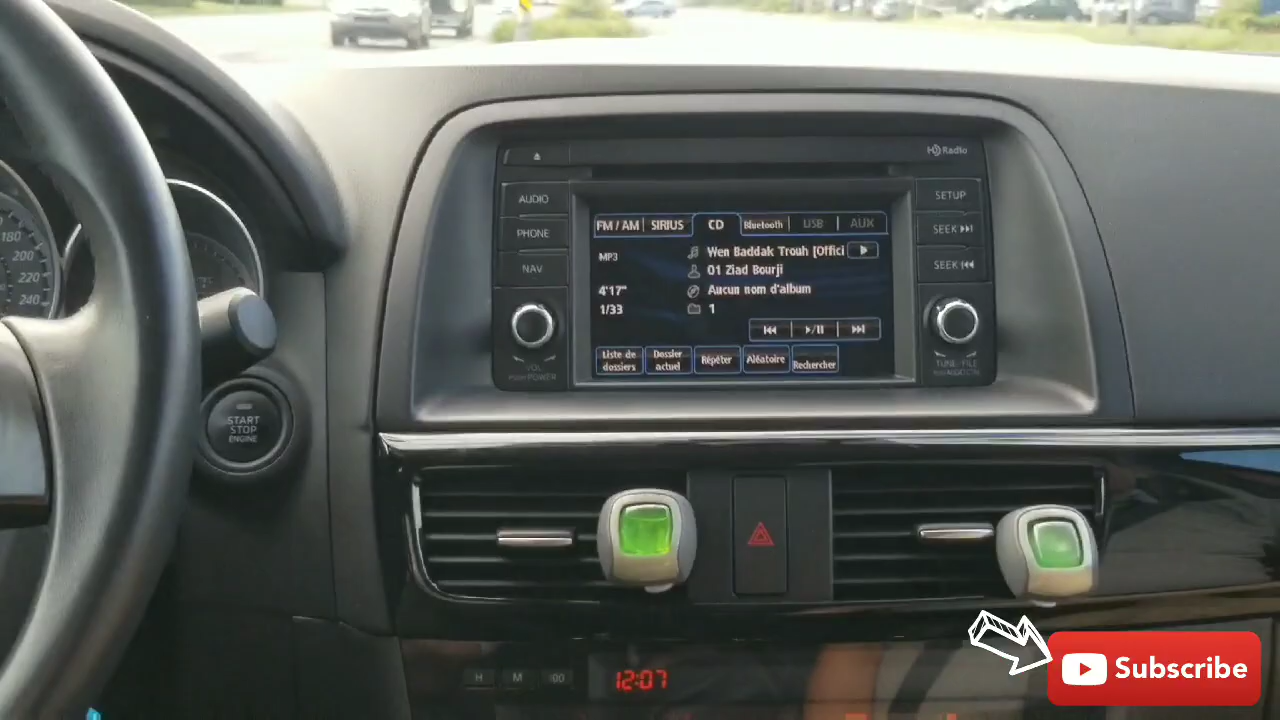 HD Radio
AUDIO
PHONE
NAV
SETUP
SEEK
SEEK
FM / AM SIRIUS CD Bluetooth USB AUX
MP3
Wen Baddak Trouh [Offici
01 Ziad Bourji
4'17" Aucun nom d'album
1/33 1
Liste de dossiers
Dossier actuel
Répéter
Aléatoire
Rechercher
VOL
PUSH POWER
TUNE/FILE
180
200
220
240
START
STOP
ENGINE
H M :00
12:07
Subscribe